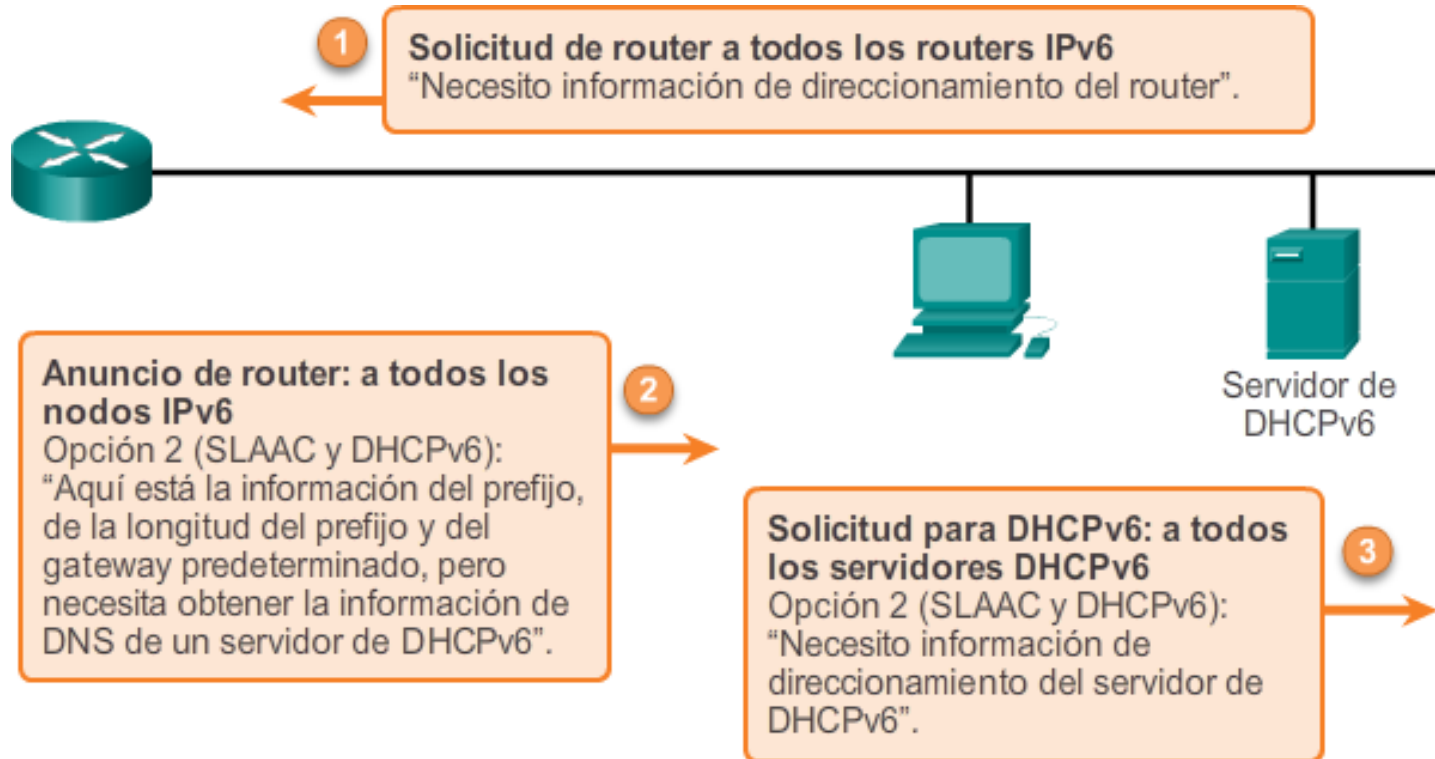 1
Solicitud de router a todos los routers IPv6
“Necesito información de direccionamiento del router”.
Anuncio de router: a todos los
nodos IPv6
Opción 2 (SLAAC y DHCPv6):
“Aquí está la información del prefijo,
de la longitud del prefijo y del
gateway predeterminado, pero
necesita obtener la información de
DNS de un servidor de DHCPv6”.
2
Servidor de
DHCPv6
Solicitud para DHCPv6: a todos
los servidores DHCPv6
Opción 2 (SLAAC y DHCPv6):
“Necesito información de
direccionamiento del servidor de
DHCPv6”.
3